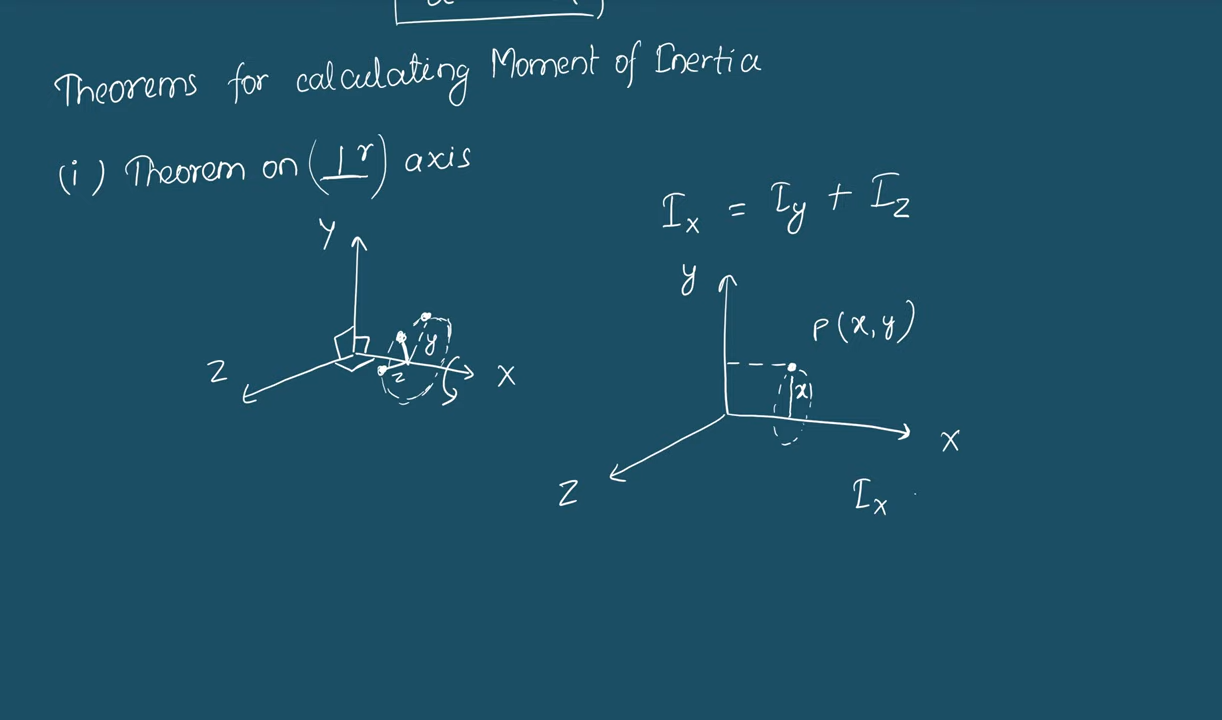 Theorems for calculating Moment of Inertia
(i) Theorem on (⊥r) axis
Ix = Iy + Iz
Y
y
z
Z
X
y
P(x,y)
x
X
Z
Ix